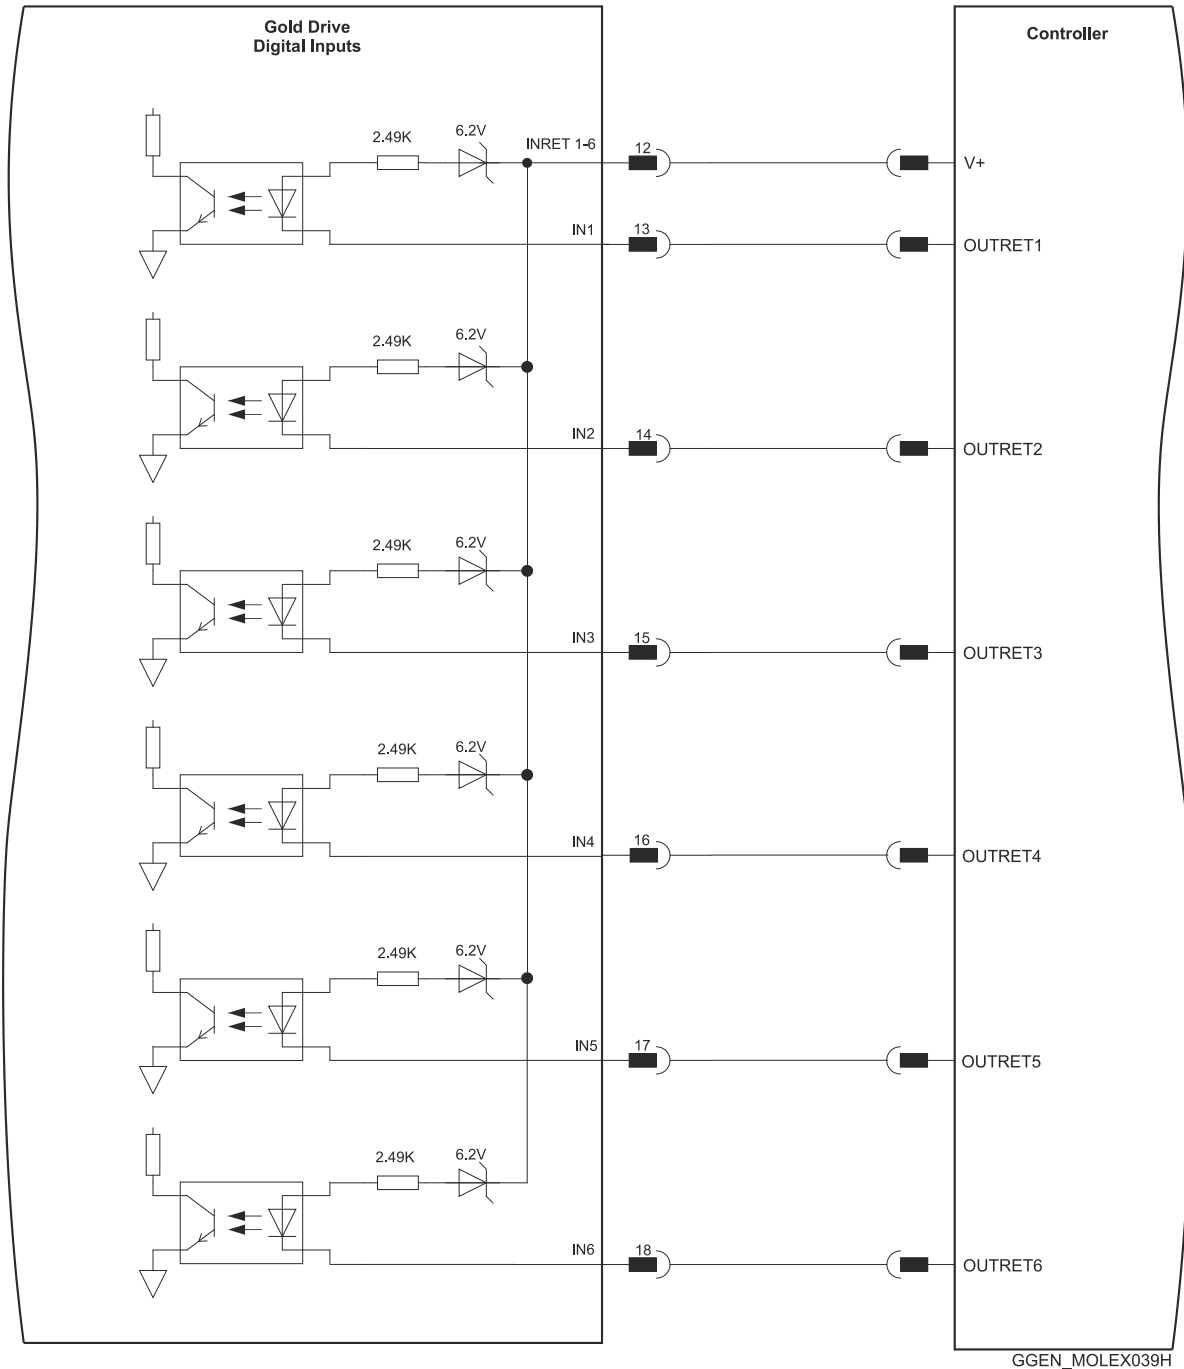 Gold Drive
Digital Inputs
Controller
2.49K
6.2V
INRET 1-6
12
V+
IN1
13
OUTRET1
2.49K
6.2V
IN2
14
OUTRET2
2.49K
6.2V
IN3
15
OUTRET3
2.49K
6.2V
IN4
16
OUTRET4
2.49K
6.2V
IN5
17
OUTRET5
2.49K
6.2V
IN6
18
OUTRET6
GGEN_MOLEX039H